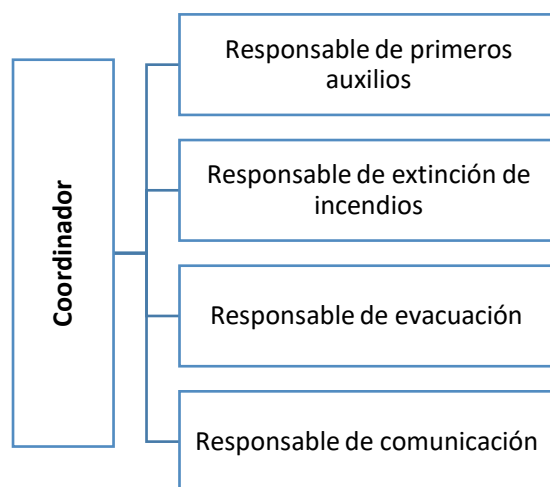 Coordinador
Responsable de primeros
auxilios
Responsable de extinción de
incendios
Responsable de evacuación
Responsable de comunicación